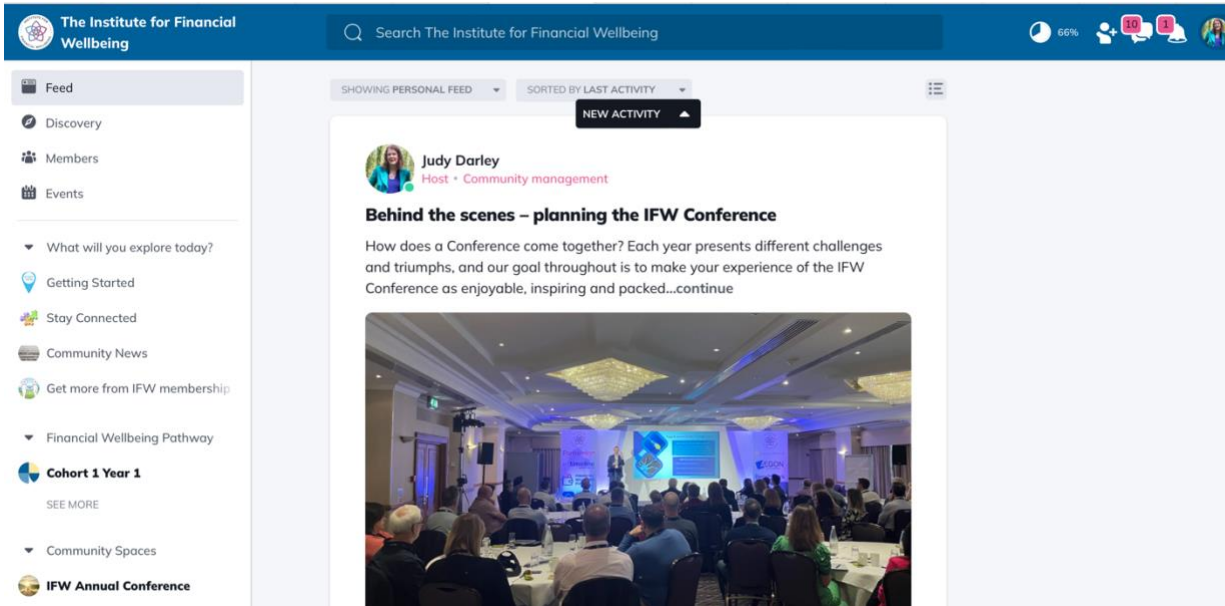 The Institute for Financial
Wellbeing
Search The Institute for Financial Wellbeing
66%
10
1
Feed
Discovery
Members
Events
What will you explore today?
Getting Started
Stay Connected
Community News
Get more from IFW membership
Financial Wellbeing Pathway
Cohort 1 Year 1
SEE MORE
Community Spaces
IFW Annual Conference
SHOWING PERSONAL FEED
SORTED BY LAST ACTIVITY
NEW ACTIVITY
Judy Darley
Host • Community management
Behind the scenes – planning the IFW Conference
How does a Conference come together? Each year presents different challenges
and triumphs, and our goal throughout is to make your experience of the IFW
Conference as enjoyable, inspiring and packed...continue